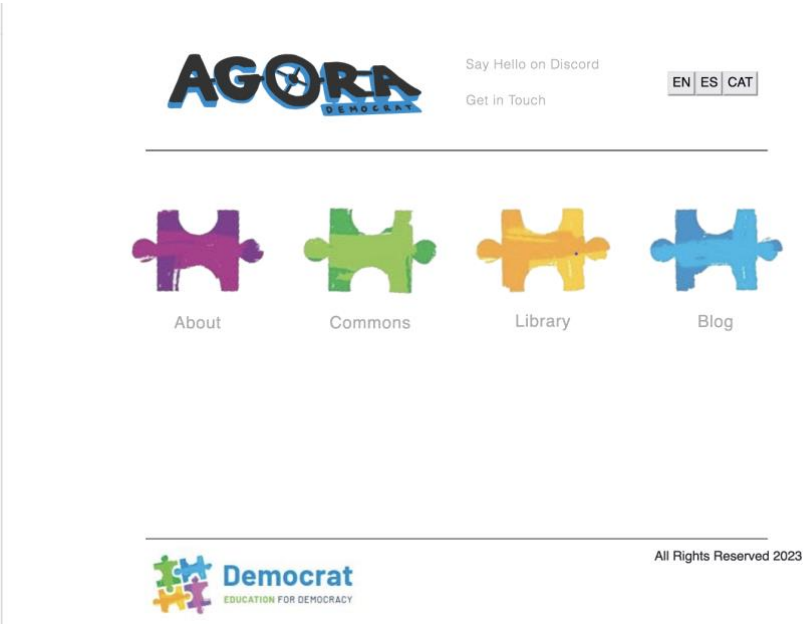 AGORA
DEMOCRAT
Say Hello on Discord
Get in Touch
EN ES CAT
About
Commons
Library
Blog
Democrat
EDUCATION FOR DEMOCRACY
All Rights Reserved 2023